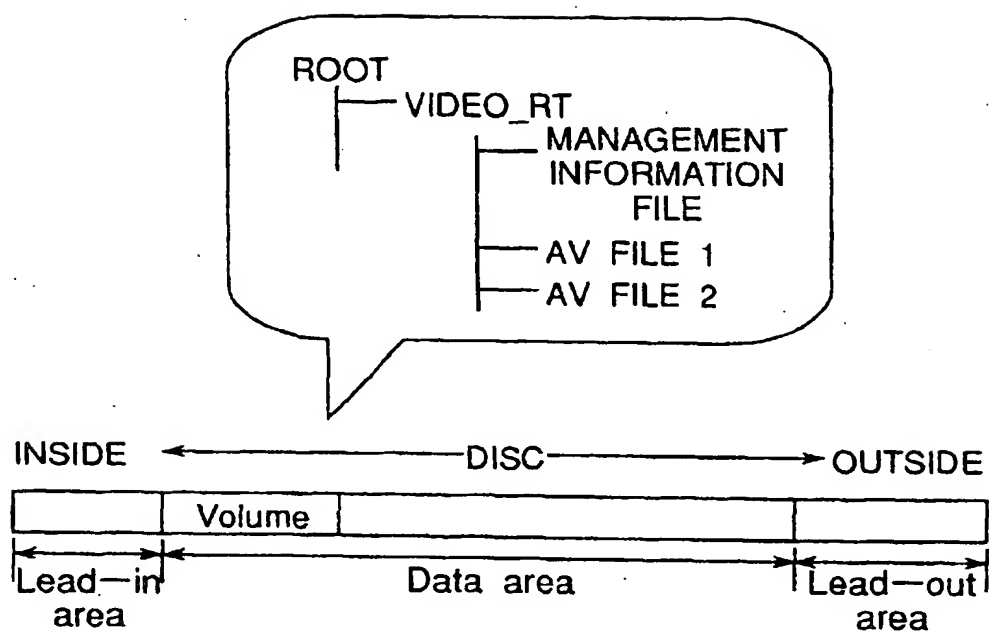 ROOT
VIDEO_RT
MANAGEMENT
INFORMATION
FILE
AV FILE 1
AV FILE 2
INSIDE
DISC
OUTSIDE
Volume
Lead-in
area
Data area
Lead-out
area